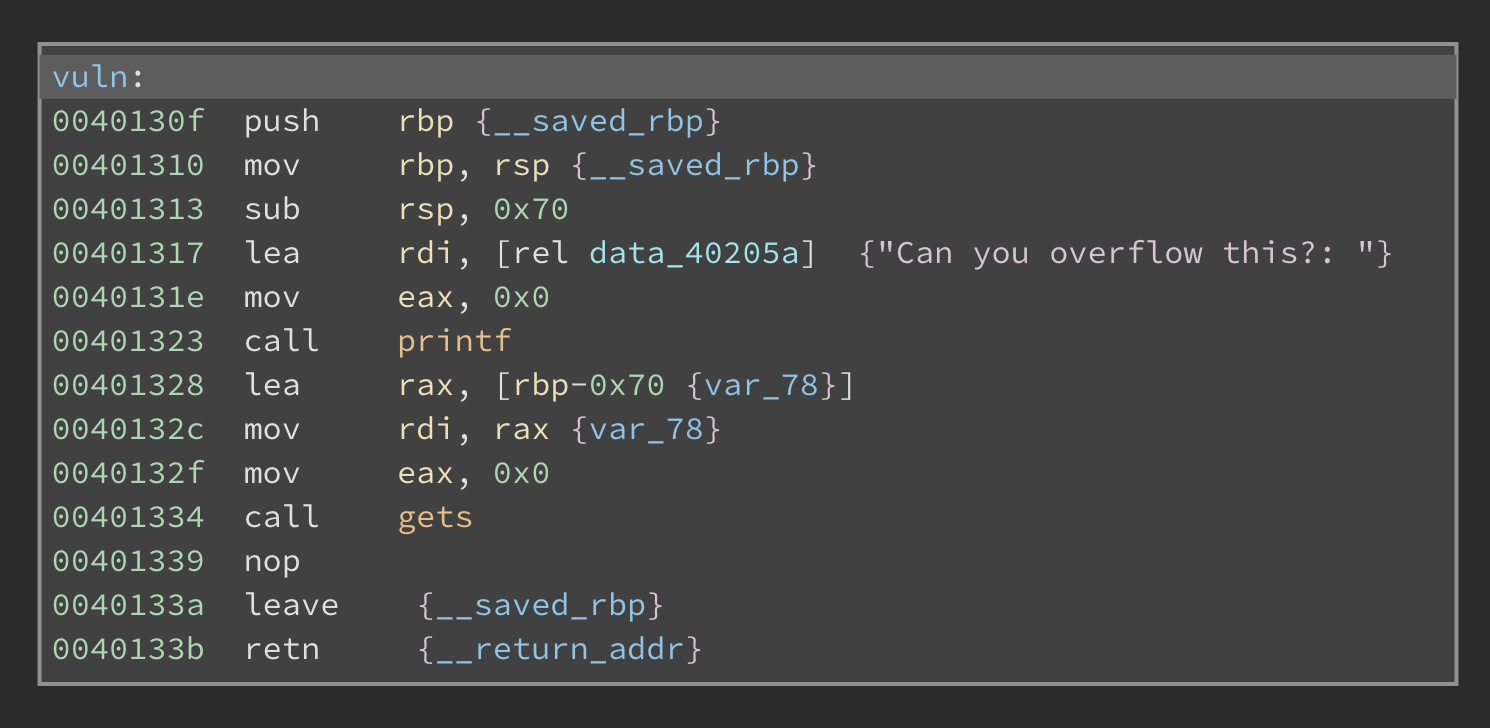 vuln:
0040130f push rbp {__saved_rbp}
00401310 mov rbp, rsp {__saved_rbp}
00401313 sub rsp, 0x70
00401317 lea rdi, [rel data_40205a] {"Can you overflow this?: "}
0040131e mov eax, 0x0
00401323 call printf
00401328 lea rax, [rbp-0x70 {var_78}]
0040132c mov rdi, rax {var_78}
0040132f mov eax, 0x0
00401334 call gets
00401339 nop
0040133a leave {__saved_rbp}
0040133b retn {__return_addr}